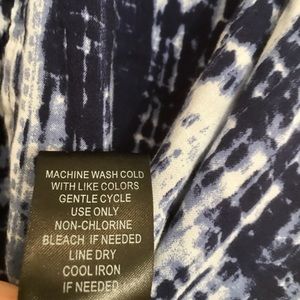 MACHINE WASH COLD
WITH LIKE COLORS
GENTLE CYCLE
USE ONLY
NON-CHLORINE
BLEACH IF NEEDED
LINE DRY
COOL IRON
IF NEEDED